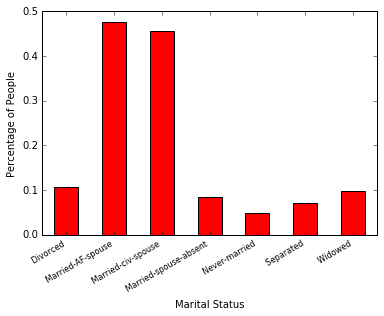 0.5
0.4
0.3
0.2
0.1
0.0
Percentage of People
Divorced
Married-AF-spouse
Married-civ-spouse
Married-spouse-absent
Never-married
Separated
Widowed
Marital Status